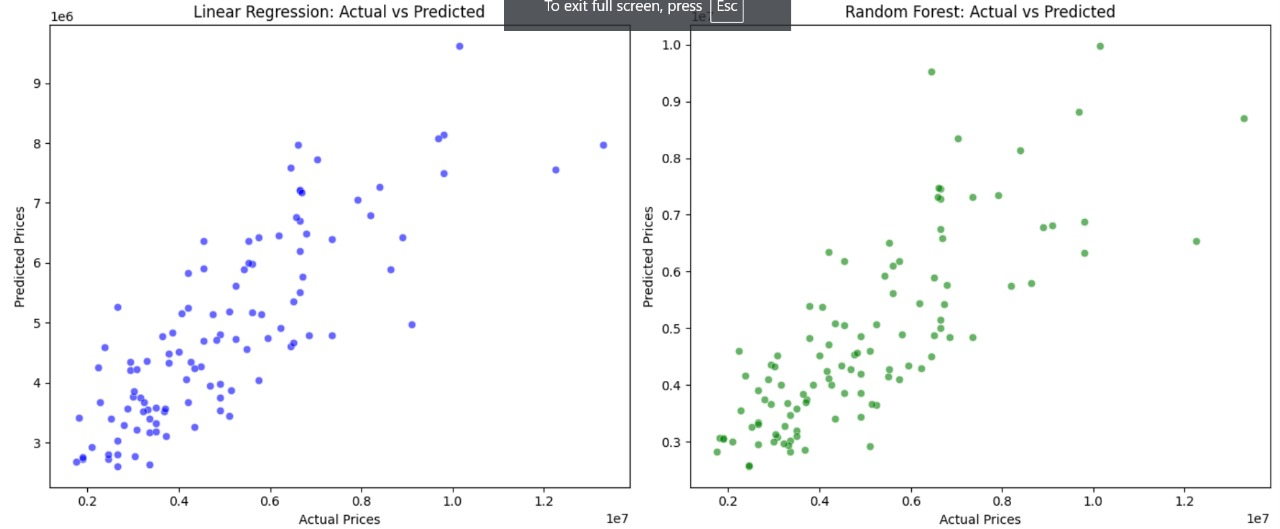 Linear Regression: Actual vs Predicted
To exit full screen, press Esc
Random Forest: Actual vs Predicted
1e6
9
8
7
6
5
4
3
Predicted Prices
0.2 0.4 0.6 0.8 1.0 1.2
1e7
Actual Prices
1.0
0.9
0.8
0.7
0.6
0.5
0.4
0.3
Predicted Prices
0.2 0.4 0.6 0.8 1.0 1.2
1e7
Actual Prices